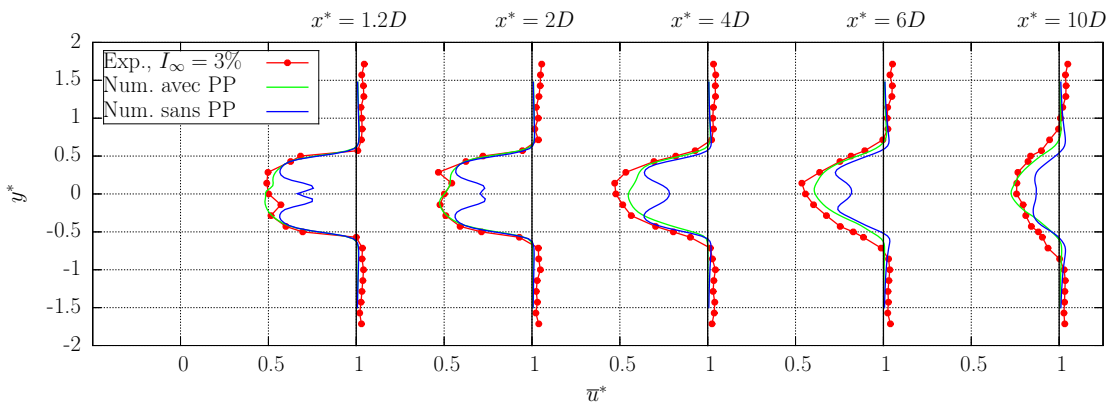 x* = 1.2D x* = 2D x* = 4D x* = 6D x* = 10D
2
Exp., I∞ = 3%
1.5
Num. avec PP
Num. sans PP
1
0.5
y* 0
-0.5
-1
-1.5
-2
0 0.5 1 0.5 1 0.5 1 0.5 1 0.5 1
u̅*